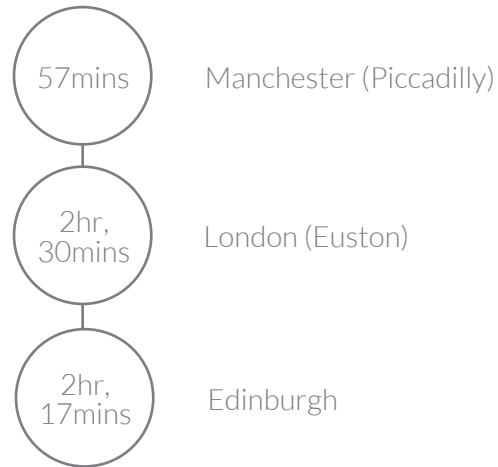 57mins
Manchester (Piccadilly)
2hr,
30mins
London (Euston)
2hr,
17mins
Edinburgh